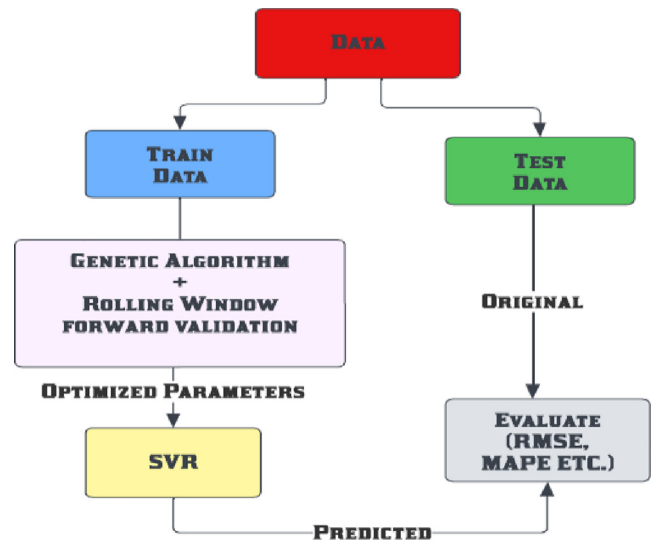 Data
Train
Data
Test
Data
Genetic Algorithm
+
Rolling Window
forward validation
Original
Optimized Parameters
SVR
Evaluate
(RMSE,
MAPE etc.)
Predicted